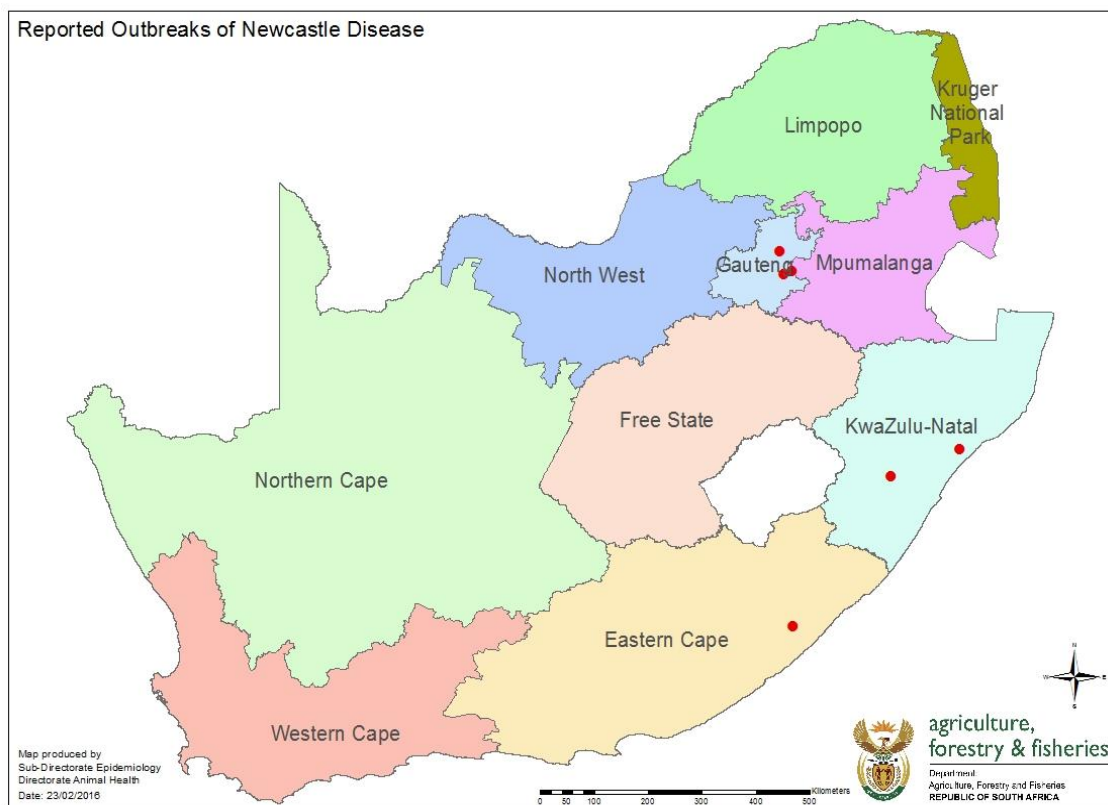 Reported Outbreaks of Newcastle Disease
Kruger
National
Park
Limpopo
North West
Gauteng
Mpumalanga
Free State
KwaZulu-Natal
Northern Cape
Eastern Cape
Western Cape
N
W
E
S
agriculture,
forestry & fisheries
Department:
Agriculture, Forestry and Fisheries
REPUBLIC OF SOUTH AFRICA
Map produced by
Sub-Directorate Epidemiology
Directorate Animal Health
Date: 23/02/2016
Kilometers
0 50 100 200 300 400 500